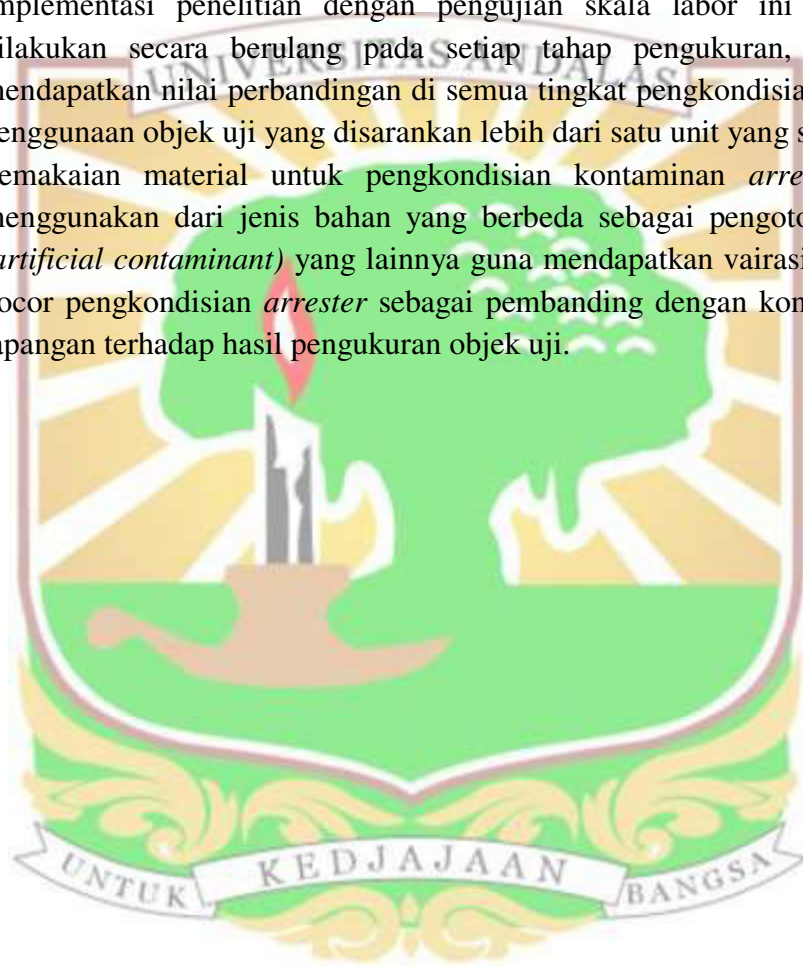 mplementasi penelitian dengan pengujian skala labor ini
ilakukan secara berulang pada setiap tahap pengukuran,
nendapatkan nilai perbandingan di semua tingkat pengkondisia
enggunaan objek uji yang disarankan lebih dari satu unit yang s
emakaian material untuk pengkondisian kontaminan arre
nenggunakan dari jenis bahan yang berbeda sebagai pengoto
artificial contaminant) yang lainnya guna mendapatkan vairasi
ocor pengkondisian arrester sebagai pembanding dengan kon
apangan terhadap hasil pengukuran objek uji.
UNIVERSITAS ANDALAS
UNTUK KEDJAJAAN BANGSA